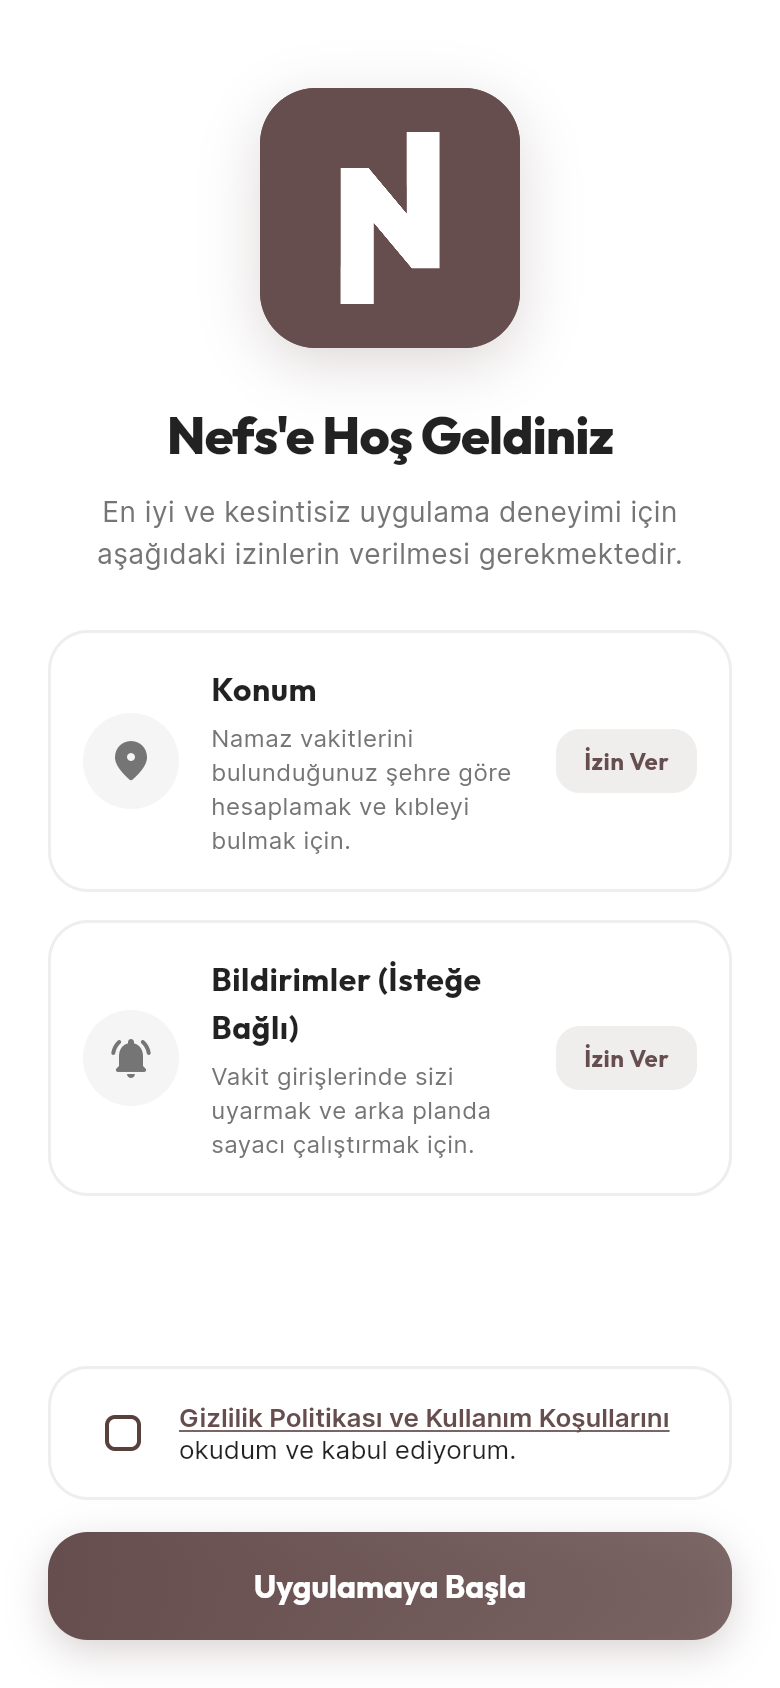 N
Nefs'e Hoş Geldiniz
En iyi ve kesintisiz uygulama deneyimi için
aşağıdaki izinlerin verilmesi gerekmektedir.
Konum
Namaz vakitlerini
bulunduğunuz şehre göre
hesaplamak ve kıbleyi
bulmak için.
İzin Ver
Bildirimler (İsteğe
Bağlı)
Vakit girişlerinde sizi
uyarmak ve arka planda
sayacı çalıştırmak için.
İzin Ver
Gizlilik Politikası ve Kullanım Koşullarını
okudum ve kabul ediyorum.
Uygulamaya Başla